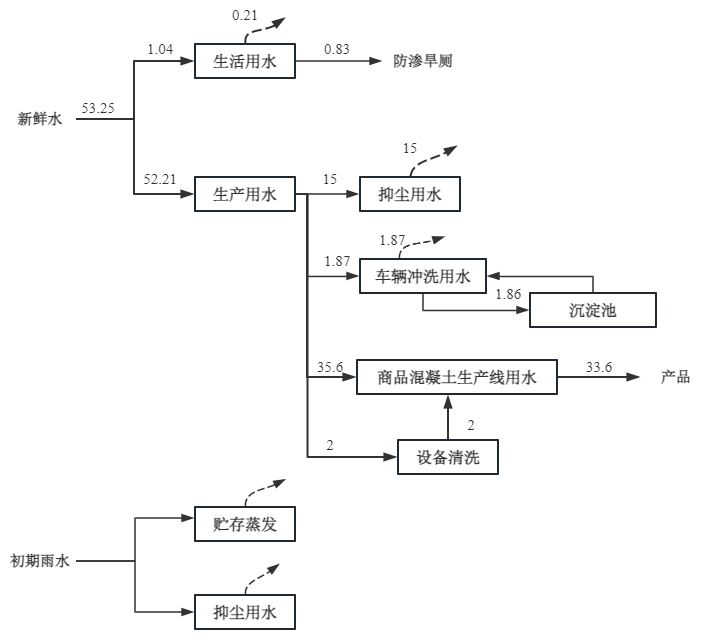 0.21
1.04
生活用水
0.83
防渗旱厕
新鲜水
53.25
15
52.21
生产用水
15
抑尘用水
1.87
1.87
车辆冲洗用水
1.86
沉淀池
35.6
商品混凝土生产线用水
33.6
产品
2
2
设备清洗
贮存蒸发
初期雨水
抑尘用水